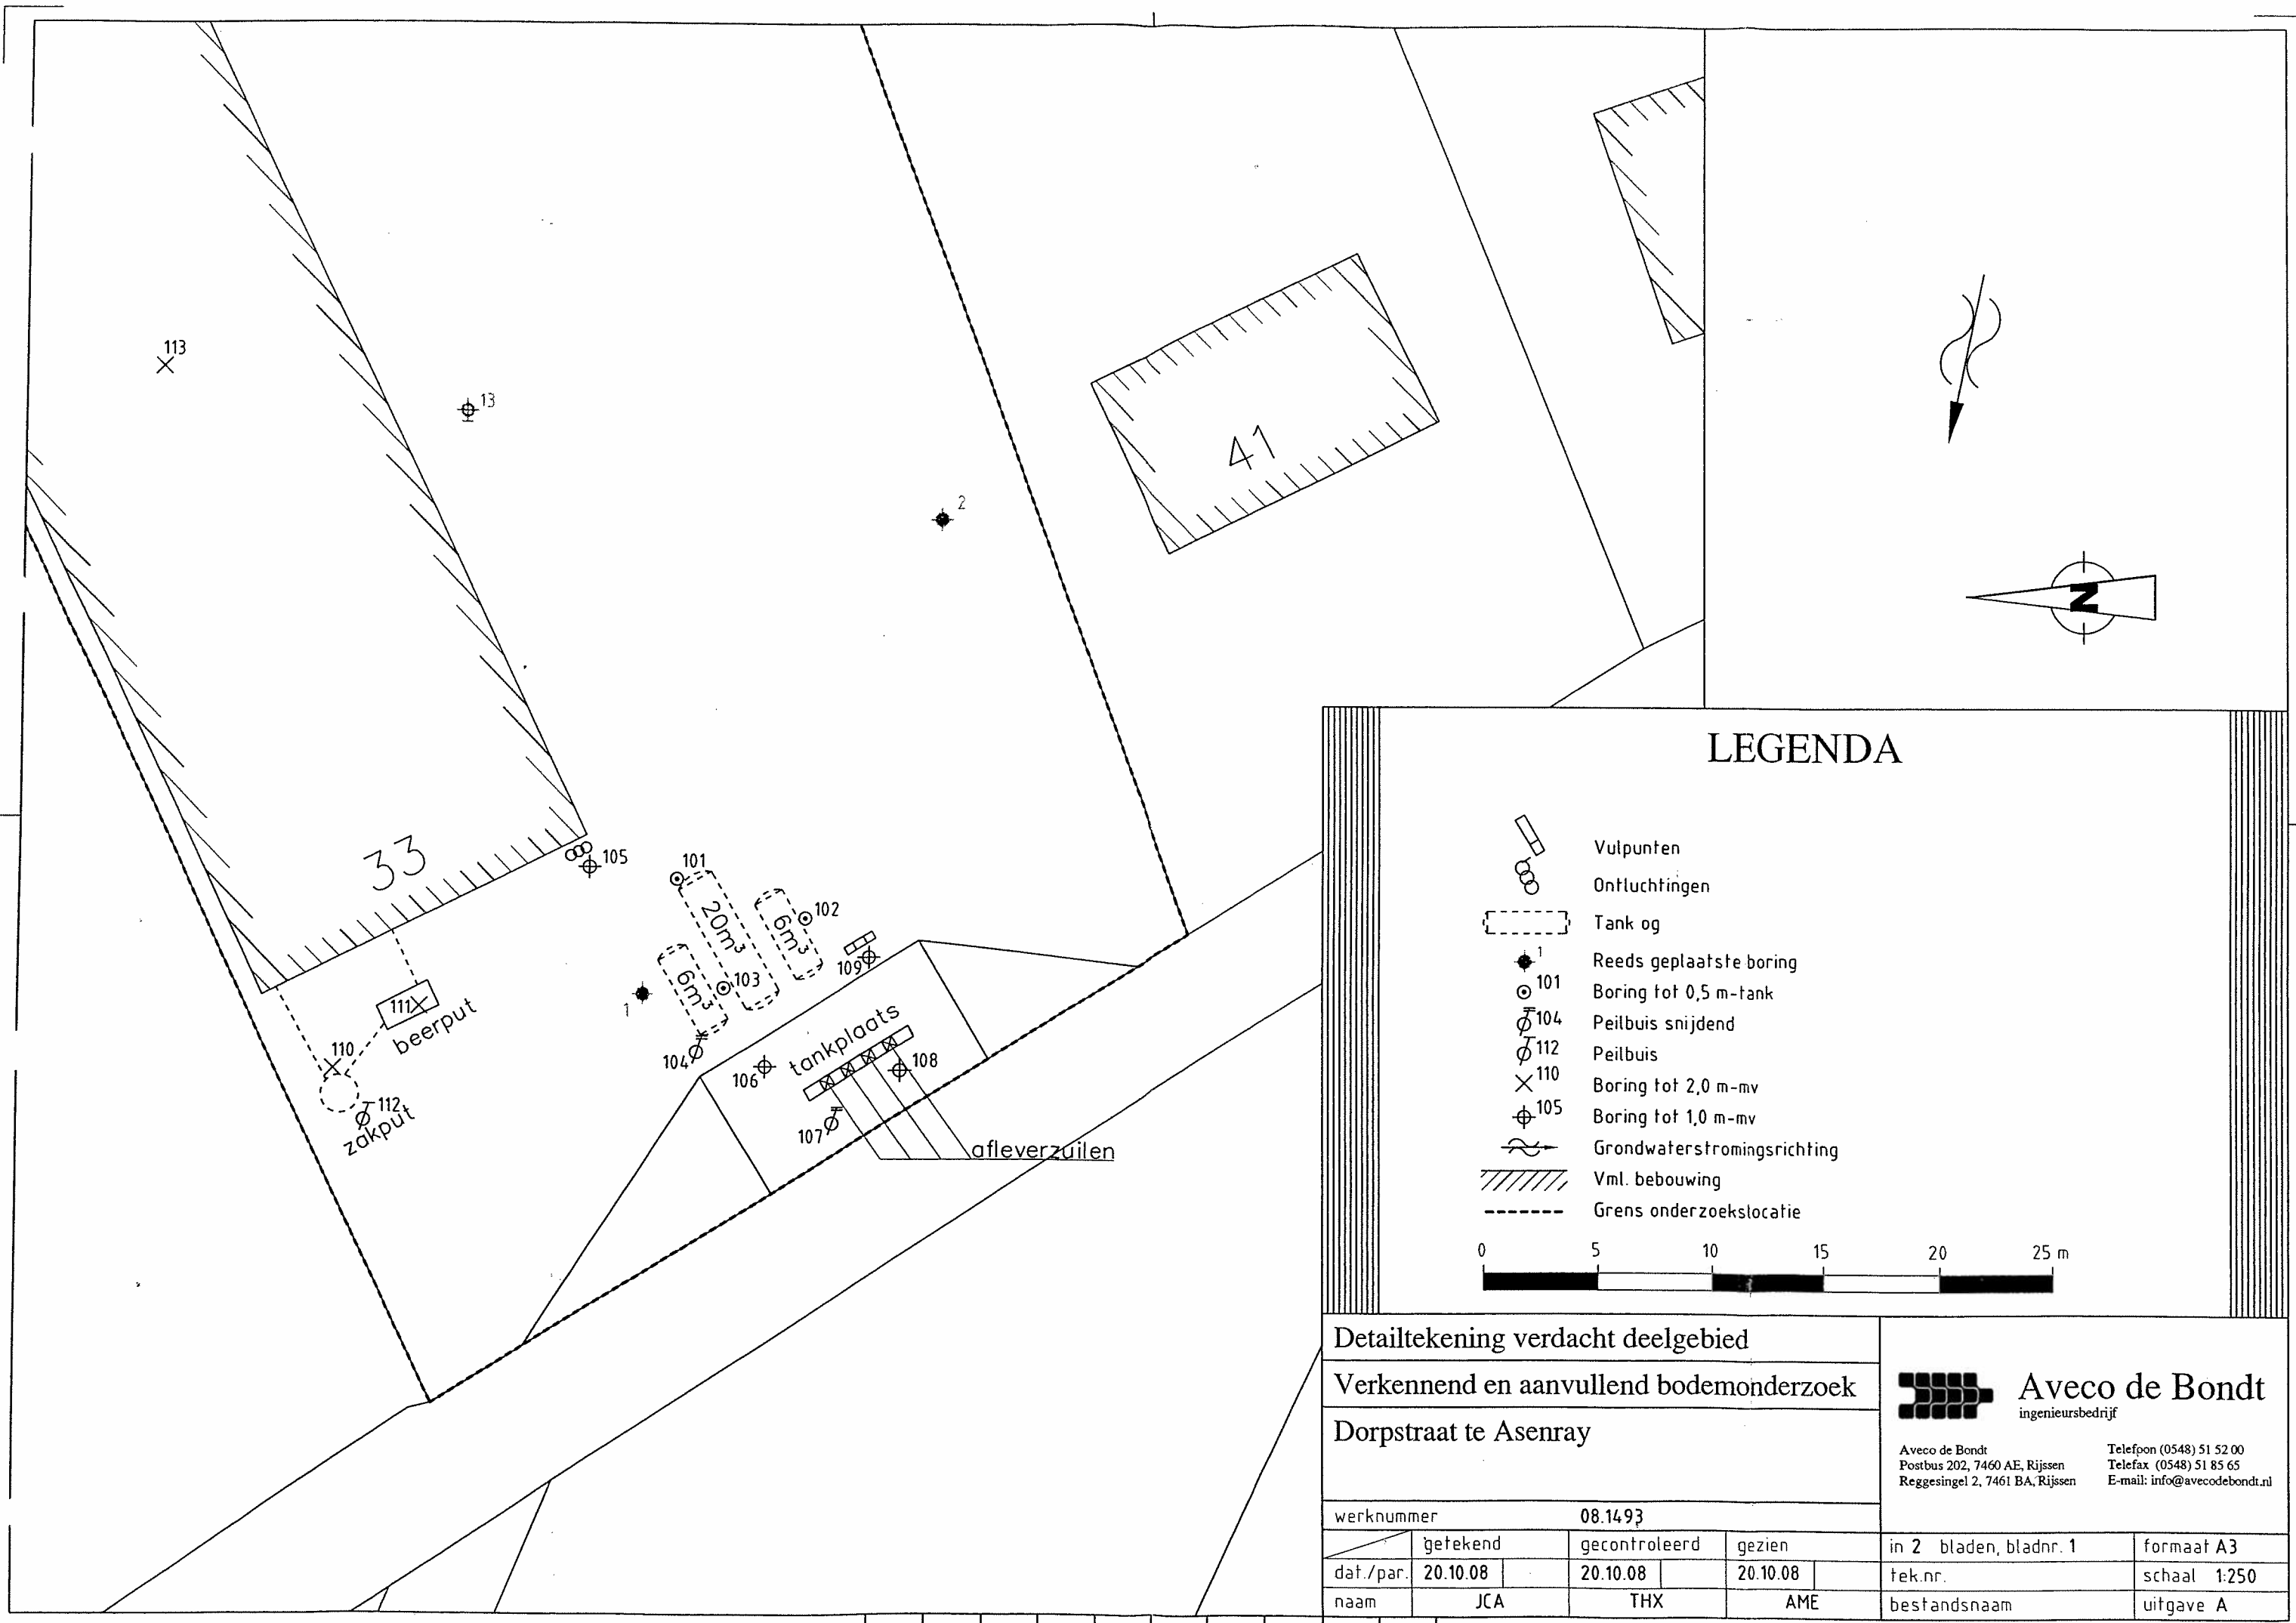 113
13
2
41
33
105
101
20m³
6m³
102
109
6m³
103
1
104
111
beerput
110
112
zakput
106
tankplaats
108
107
afleverzuilen
N
LEGENDA
Vulpunten
Ontluchtingen
Tank og
1 Reeds geplaatste boring
101 Boring tot 0,5 m-tank
104 Peilbuis snijdend
112 Peilbuis
110 Boring tot 2,0 m-mv
105 Boring tot 1,0 m-mv
Grondwaterstromingsrichting
Vml. bebouwing
Grens onderzoekslocatie
0 5 10 15 20 25 m
Detailtekening verdacht deelgebied
Verkennend en aanvullend bodemonderzoek
Dorpstraat te Asenray
Aveco de Bondt
ingenieursbedrijf
Aveco de Bondt
Postbus 202, 7460 AE, Rijssen
Reggesingel 2, 7461 BA, Rijssen
Telefoon (0548) 51 52 00
Telefax (0548) 51 85 65
E-mail: info@avecodebondt.nl
werknummer 08.1493
getekend gecontroleerd gezien
dat./par. 20.10.08 20.10.08 20.10.08
naam JCA THX AME
in 2 bladen, bladnr. 1 formaat A3
tek.nr. schaal 1:250
bestandsnaam uitgave A